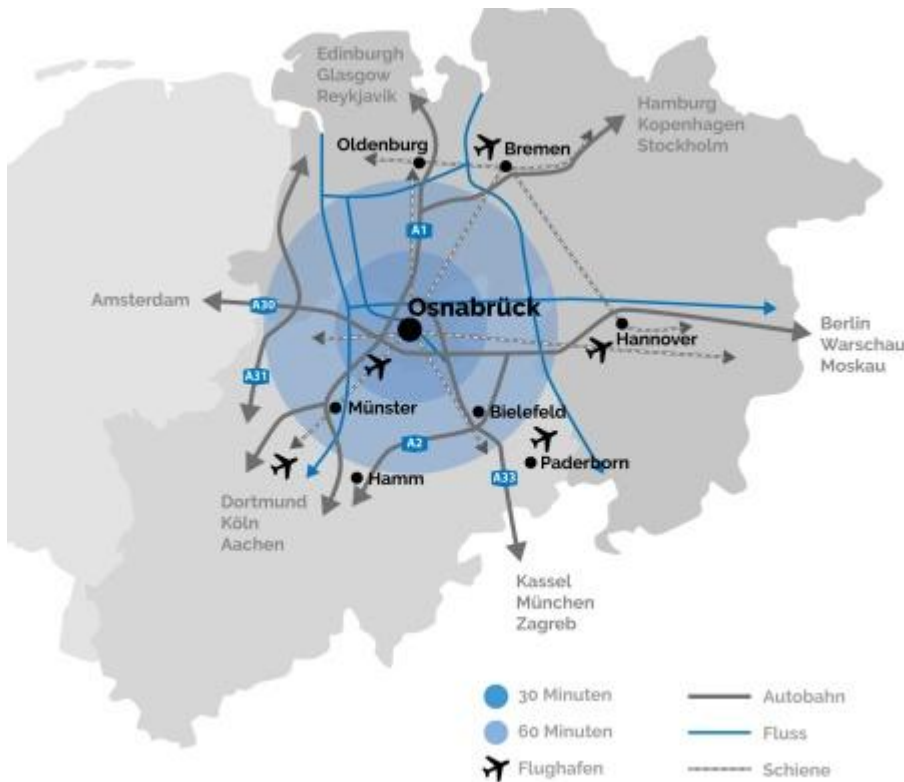 Edinburgh
Glasgow
Reykjavik
Hamburg
Kopenhagen
Stockholm
Oldenburg
Bremen
A1
Amsterdam
A30
Osnabrück
Hannover
Berlin
Warschau
Moskau
A31
Münster
Bielefeld
A2
Paderborn
Hamm
A33
Dortmund
Köln
Aachen
Kassel
München
Zagreb
30 Minuten
Autobahn
60 Minuten
Fluss
Flughafen
Schiene